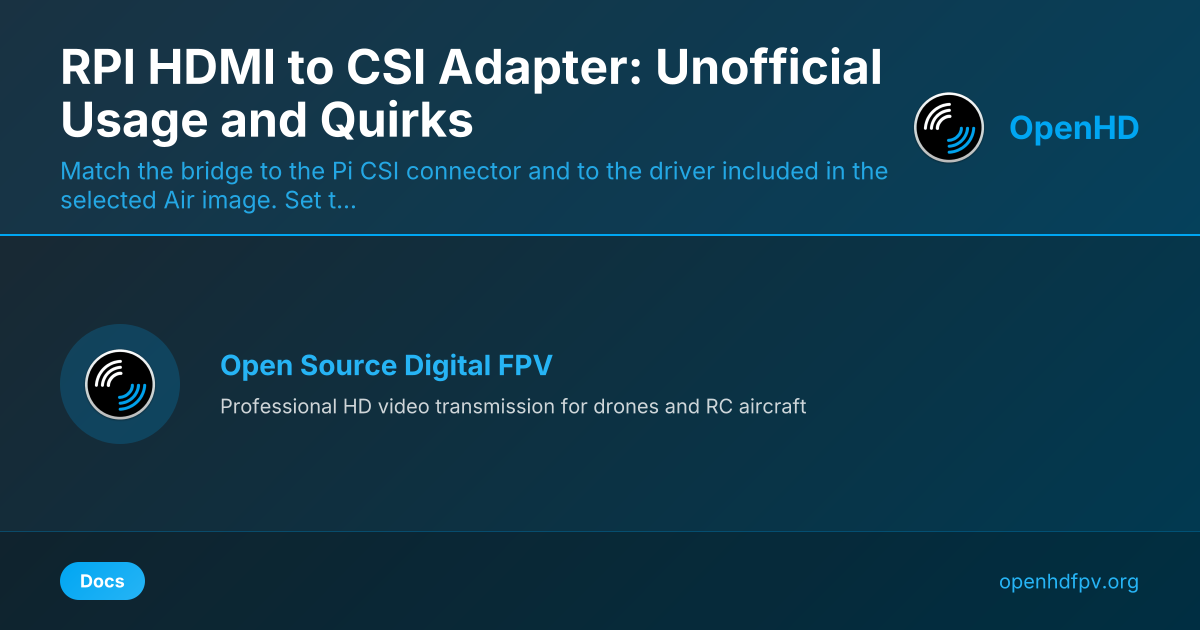 RPI HDMI to CSI Adapter: Unofficial
Usage and Quirks
Match the bridge to the Pi CSI connector and to the driver included in the
selected Air image. Set t...
OpenHD
Open Source Digital FPV
Professional HD video transmission for drones and RC aircraft
Docs
openhdfpv.org